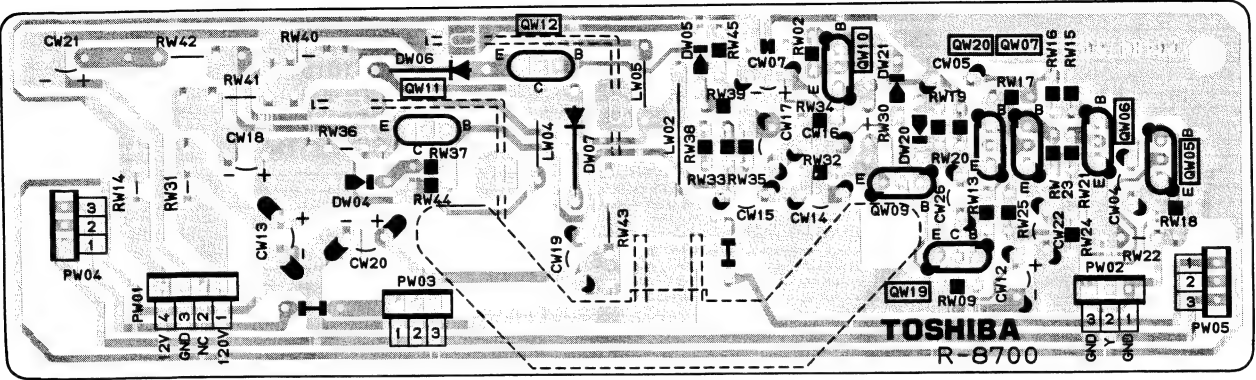 CW21
RW42
RW40
QW12
DW06
E
B
C
RW41
QW11
LW05
DW05
RW45
CW07
RW02
B
QW10
E
DW21
QW20
QW07
CW05
RW16
RW15
RW17
RW39
RW34
CW17
CW16
RW30
RW19
DW20
CW18
RW36
E
B
C
RW37
RW44
LW04
DW07
LW02
RW38
RW32
RW33
RW35
RW20
B
B
B
QW06
B
QW05
E
E
E
E
RW14
RW31
DW04
CW15
CW14
QW09
E
B
CW26
RW13
RW25
RW23
RW21
CW04
RW18
3
2
1
PW04
CW13
CW20
CW19
RW43
E
C
B
CW22
RW24
RW22
QW19
RW09
CW12
PW02
1
2
3
PW05
PW01
4
3
2
1
12V
GND
NC
120V
PW03
1
2
3
3
2
1
GND
Y
GND
TOSHIBA
R-8700